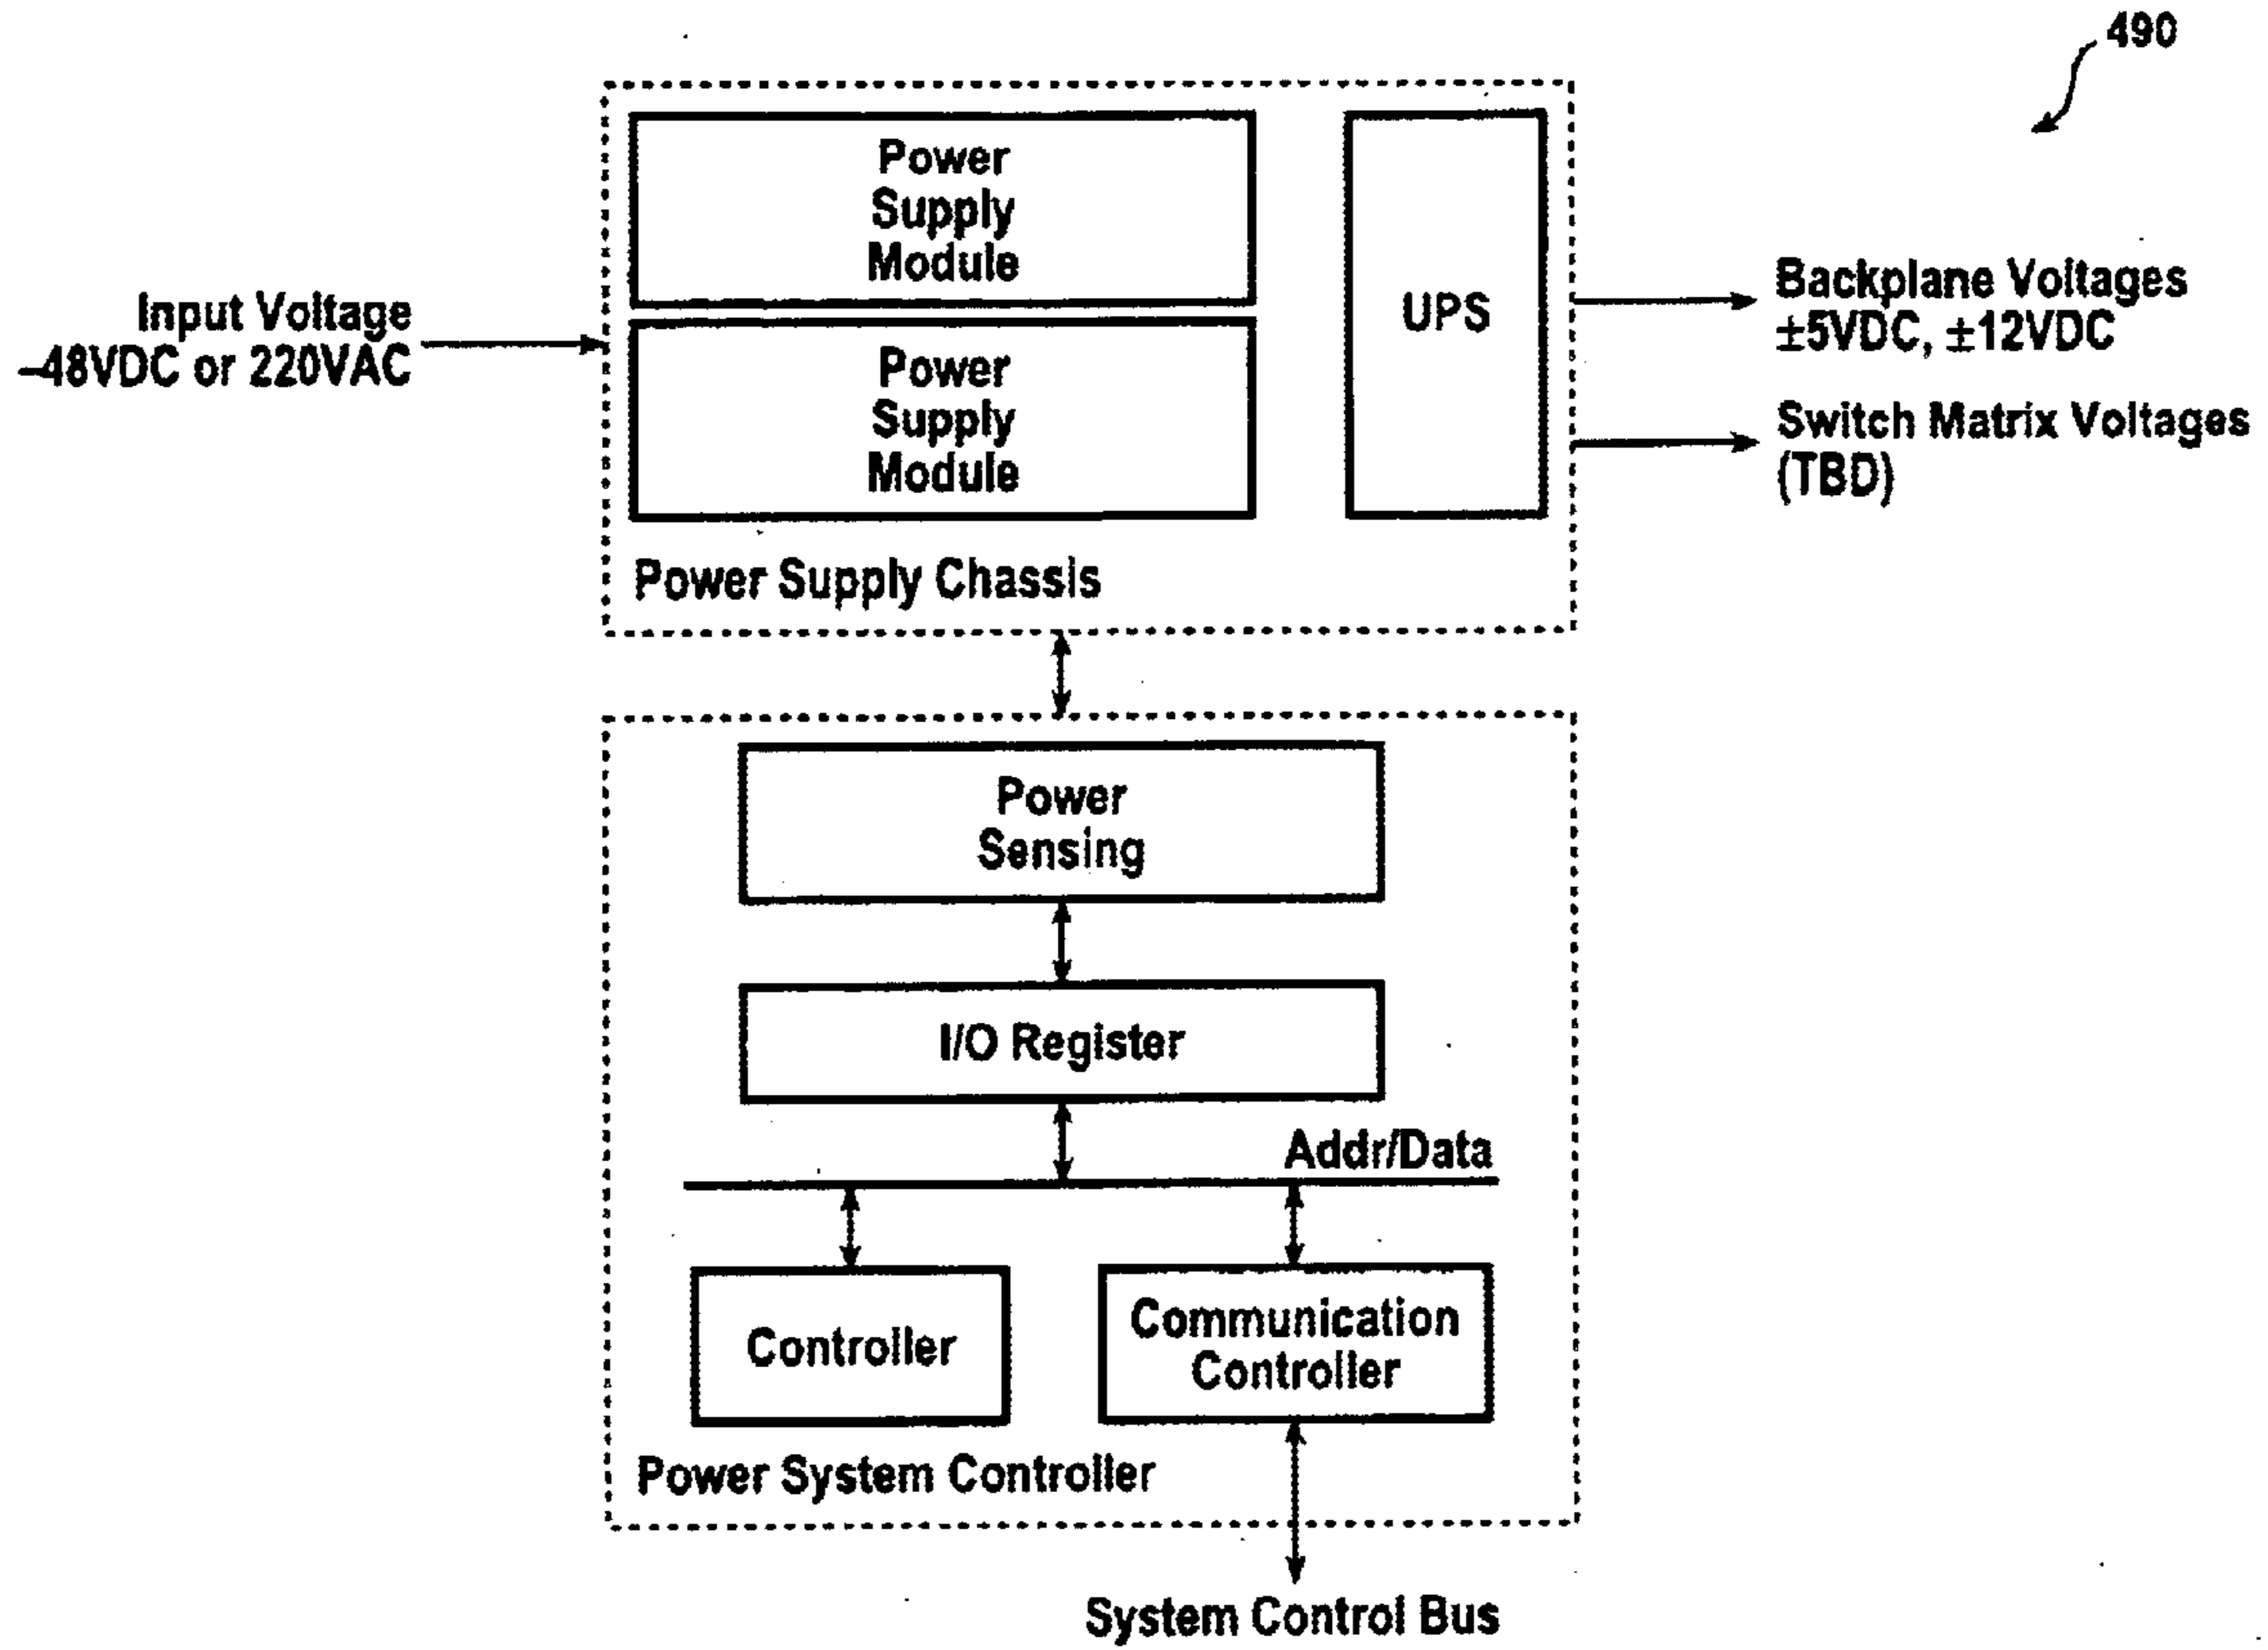 490
Power
Supply
Module
UPS
Input Voltage
–48VDC or 220VAC
Power
Supply
Module
Backplane Voltages
±5VDC, ±12VDC
Switch Matrix Voltages
(TBD)
Power Supply Chassis
Power
Sensing
I/O Register
Addr/Data
Controller
Communication
Controller
Power System Controller
System Control Bus